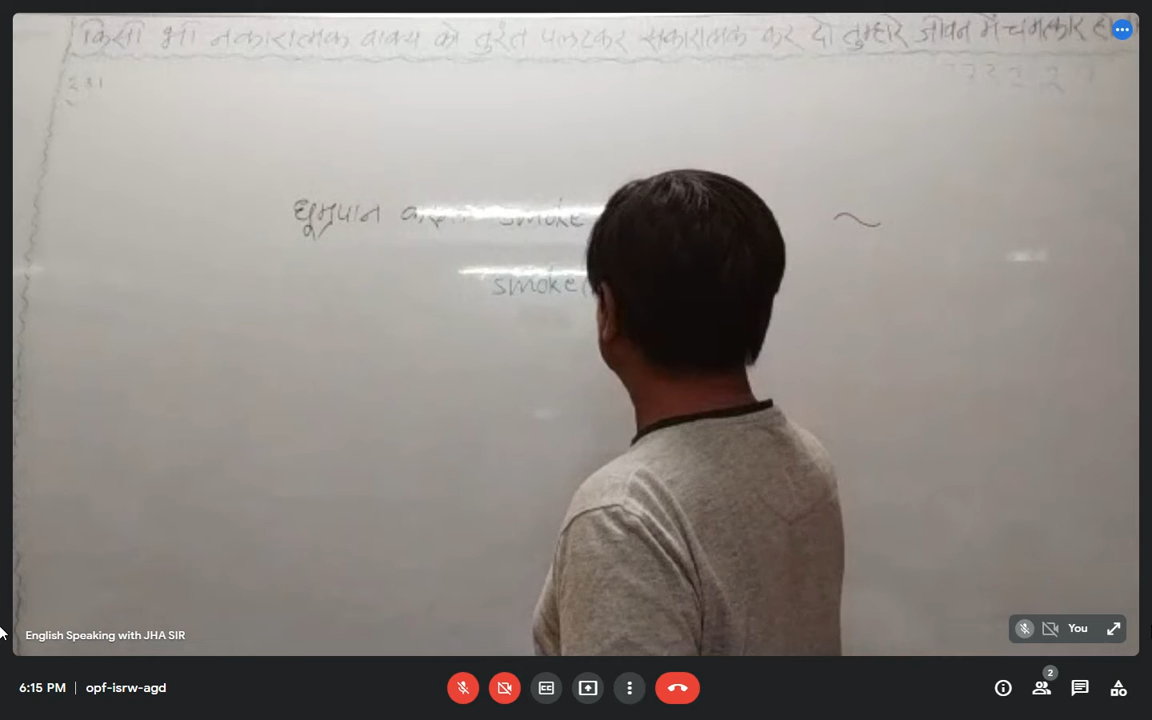 किसी भी नकारात्मक वाक्य को तुरंत पलटकर सकारात्मक कर दो तुम्हारे जीवन में चमत्कार
धूम्रपान smoke
smoke(
English Speaking with JHA SIR
You
6:15 PM | opf-isrw-agd
2